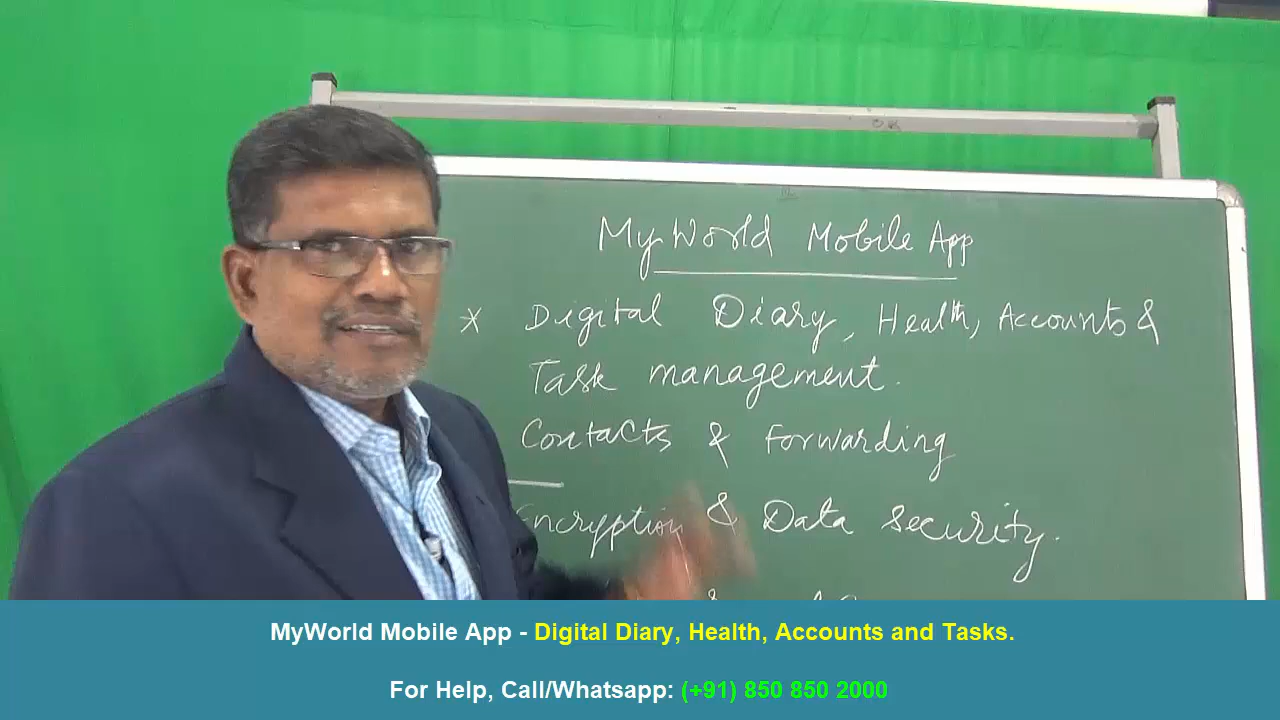 MyWorld Mobile App
* Digital Diary, Health, Accounts &
Task management.
Contacts & Forwarding
Encryption & Data Security.
MyWorld Mobile App - Digital Diary, Health, Accounts and Tasks.
For Help, Call/Whatsapp: (+91) 850 850 2000